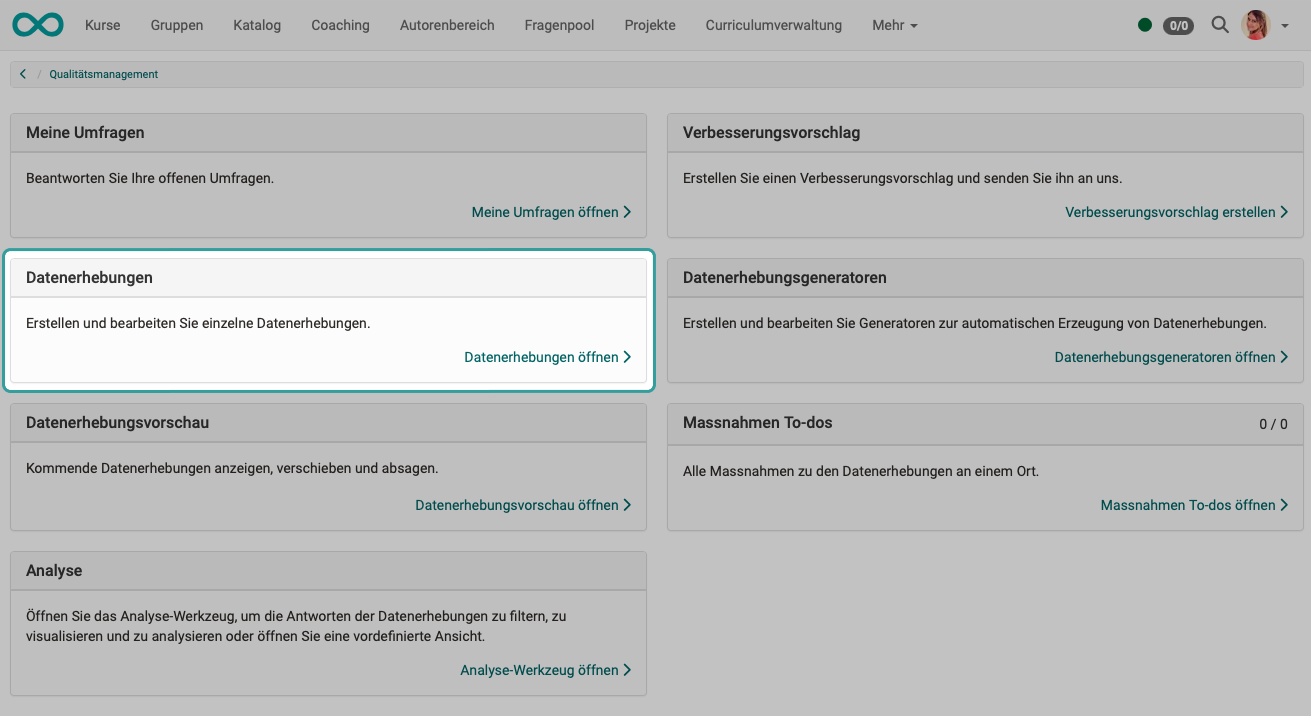 Kurse Gruppen Katalog Coaching Autorenbereich Fragenpool Projekte Curriculumverwaltung Mehr 0/0
/ Qualitätsmanagement
Meine Umfragen
Beantworten Sie Ihre offenen Umfragen.
Meine Umfragen öffnen
Verbesserungsvorschlag
Erstellen Sie einen Verbesserungsvorschlag und senden Sie ihn an uns.
Verbesserungsvorschlag erstellen
Datenerhebungen
Erstellen und bearbeiten Sie einzelne Datenerhebungen.
Datenerhebungen öffnen
Datenerhebungsgeneratoren
Erstellen und bearbeiten Sie Generatoren zur automatischen Erzeugung von Datenerhebungen.
Datenerhebungsgeneratoren öffnen
Datenerhebungsvorschau
Kommende Datenerhebungen anzeigen, verschieben und absagen.
Datenerhebungsvorschau öffnen
Massnahmen To-dos 0 / 0
Alle Massnahmen zu den Datenerhebungen an einem Ort.
Massnahmen To-dos öffnen
Analyse
Öffnen Sie das Analyse-Werkzeug, um die Antworten der Datenerhebungen zu filtern, zu
visualisieren und zu analysieren oder öffnen Sie eine vordefinierte Ansicht.
Analyse-Werkzeug öffnen